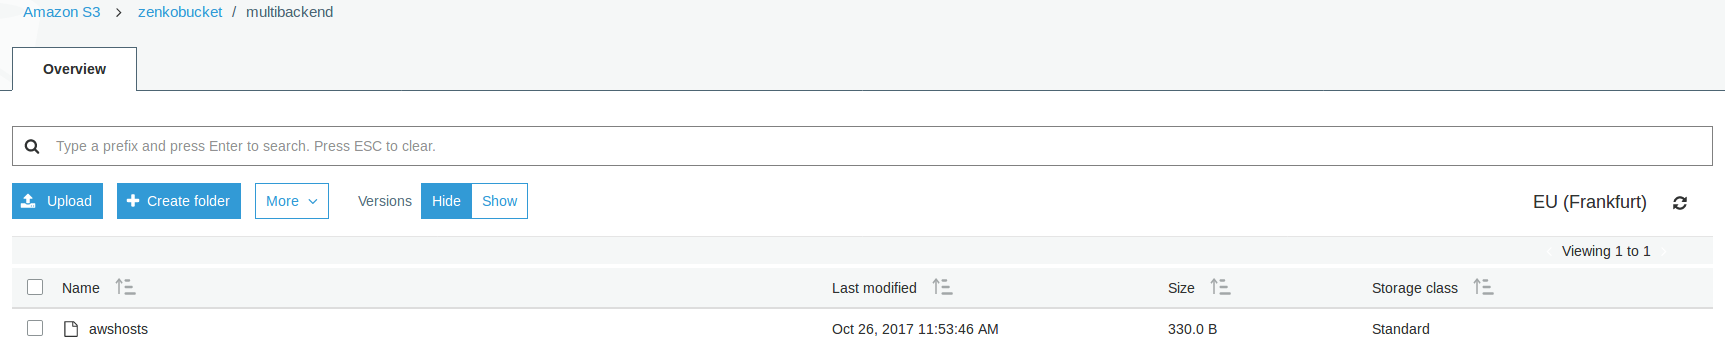 Amazon S3 > zenkobucket / multibackend
Overview
Type a prefix and press Enter to search. Press ESC to clear.
Upload Create folder More Versions Hide Show EU (Frankfurt)
Viewing 1 to 1
Name Last modified Size Storage class
awshosts Oct 26, 2017 11:53:46 AM 330.0 B Standard